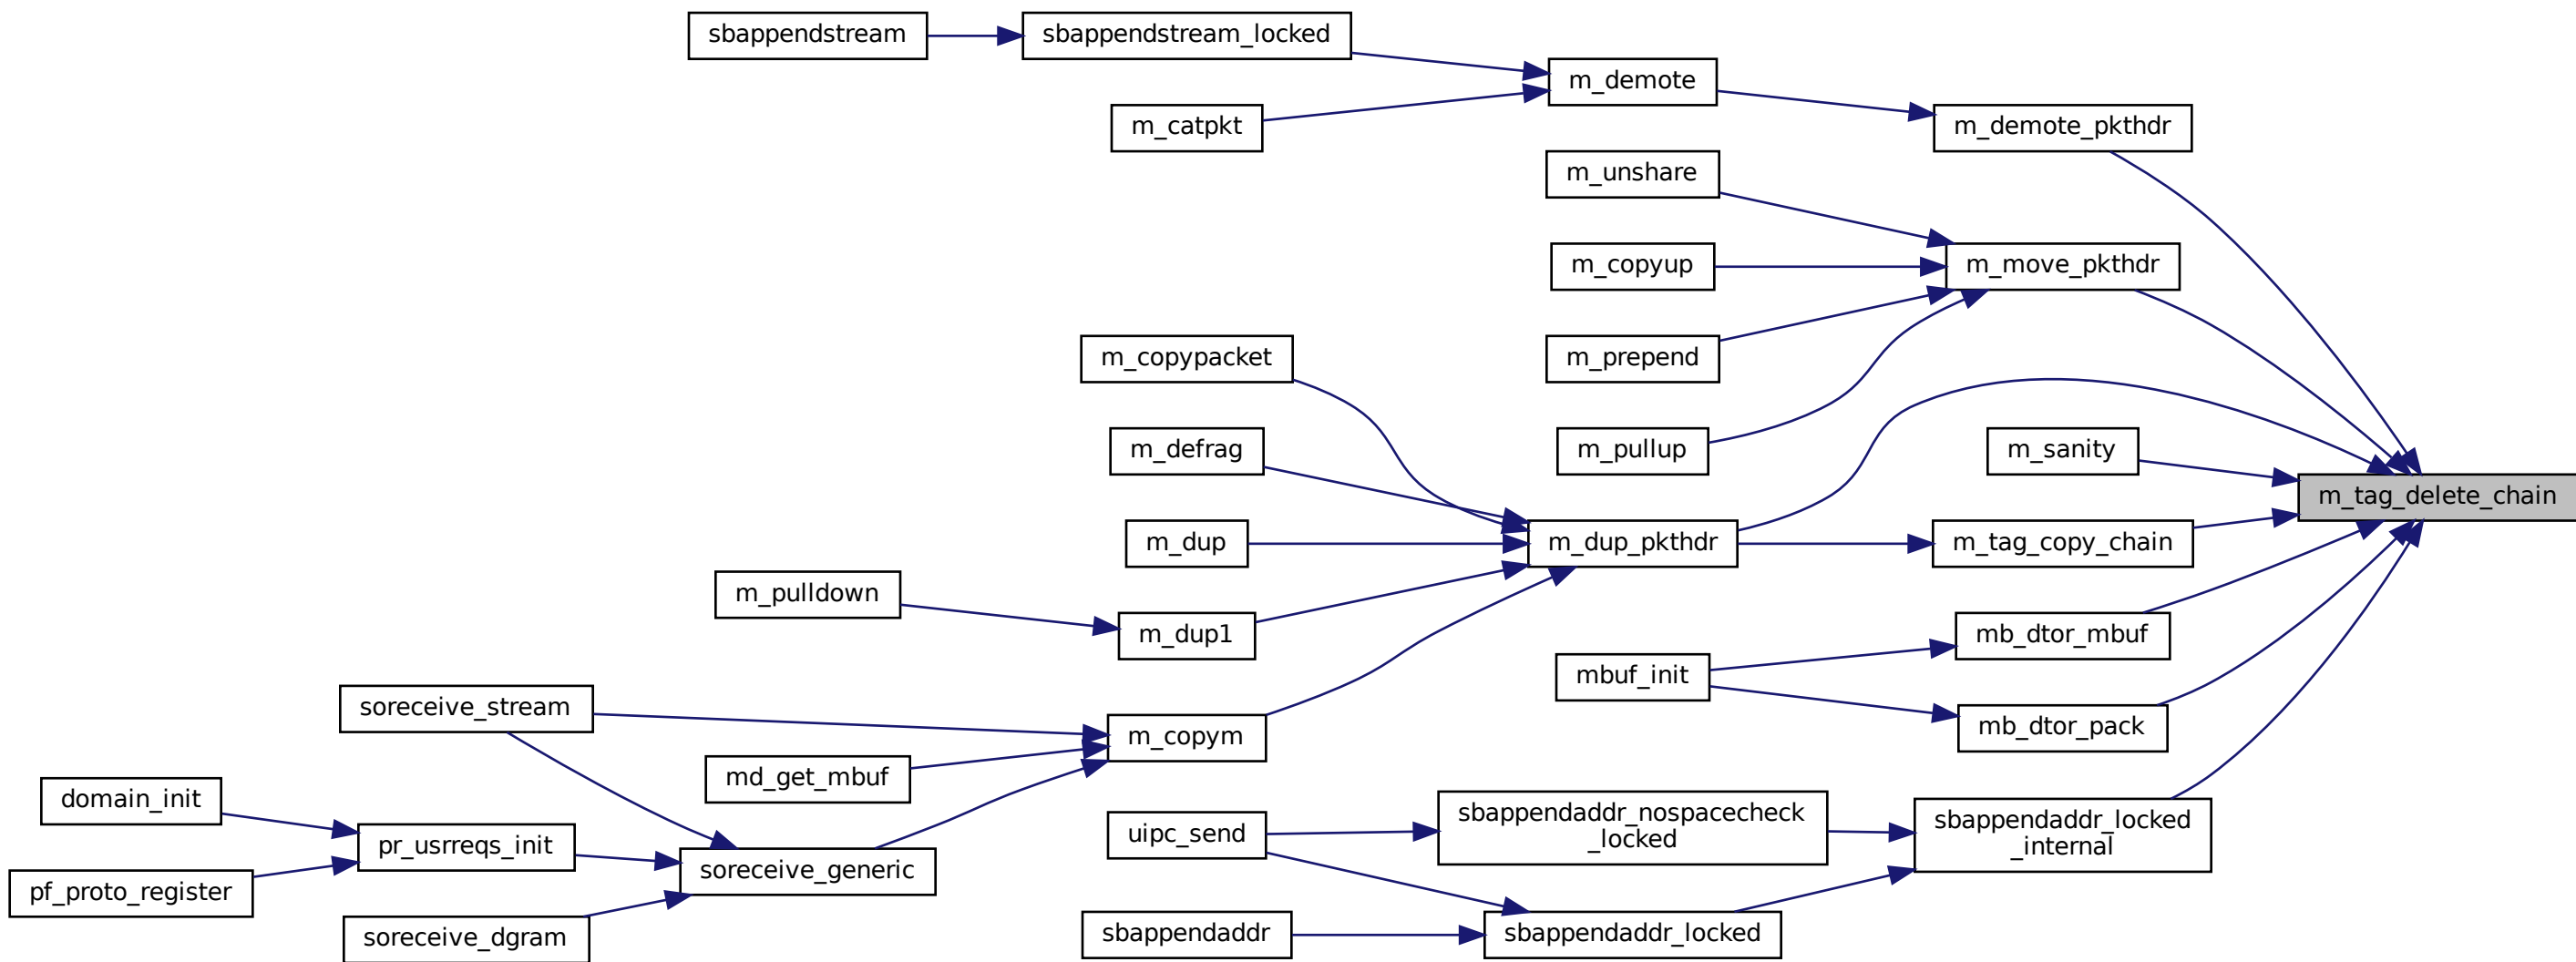 sbappendstream
sbappendstream_locked
m_demote
m_catpkt
m_demote_pkthdr
m_unshare
m_copyup
m_move_pkthdr
m_prepend
m_copypacket
m_defrag
m_pullup
m_sanity
m_tag_delete_chain
m_dup
m_dup_pkthdr
m_tag_copy_chain
m_pulldown
m_dup1
mb_dtor_mbuf
mbuf_init
soreceive_stream
m_copym
mb_dtor_pack
md_get_mbuf
domain_init
uipc_send
sbappendaddr_nospacecheck
_locked
sbappendaddr_locked
_internal
pr_usrreqs_init
soreceive_generic
pf_proto_register
soreceive_dgram
sbappendaddr
sbappendaddr_locked